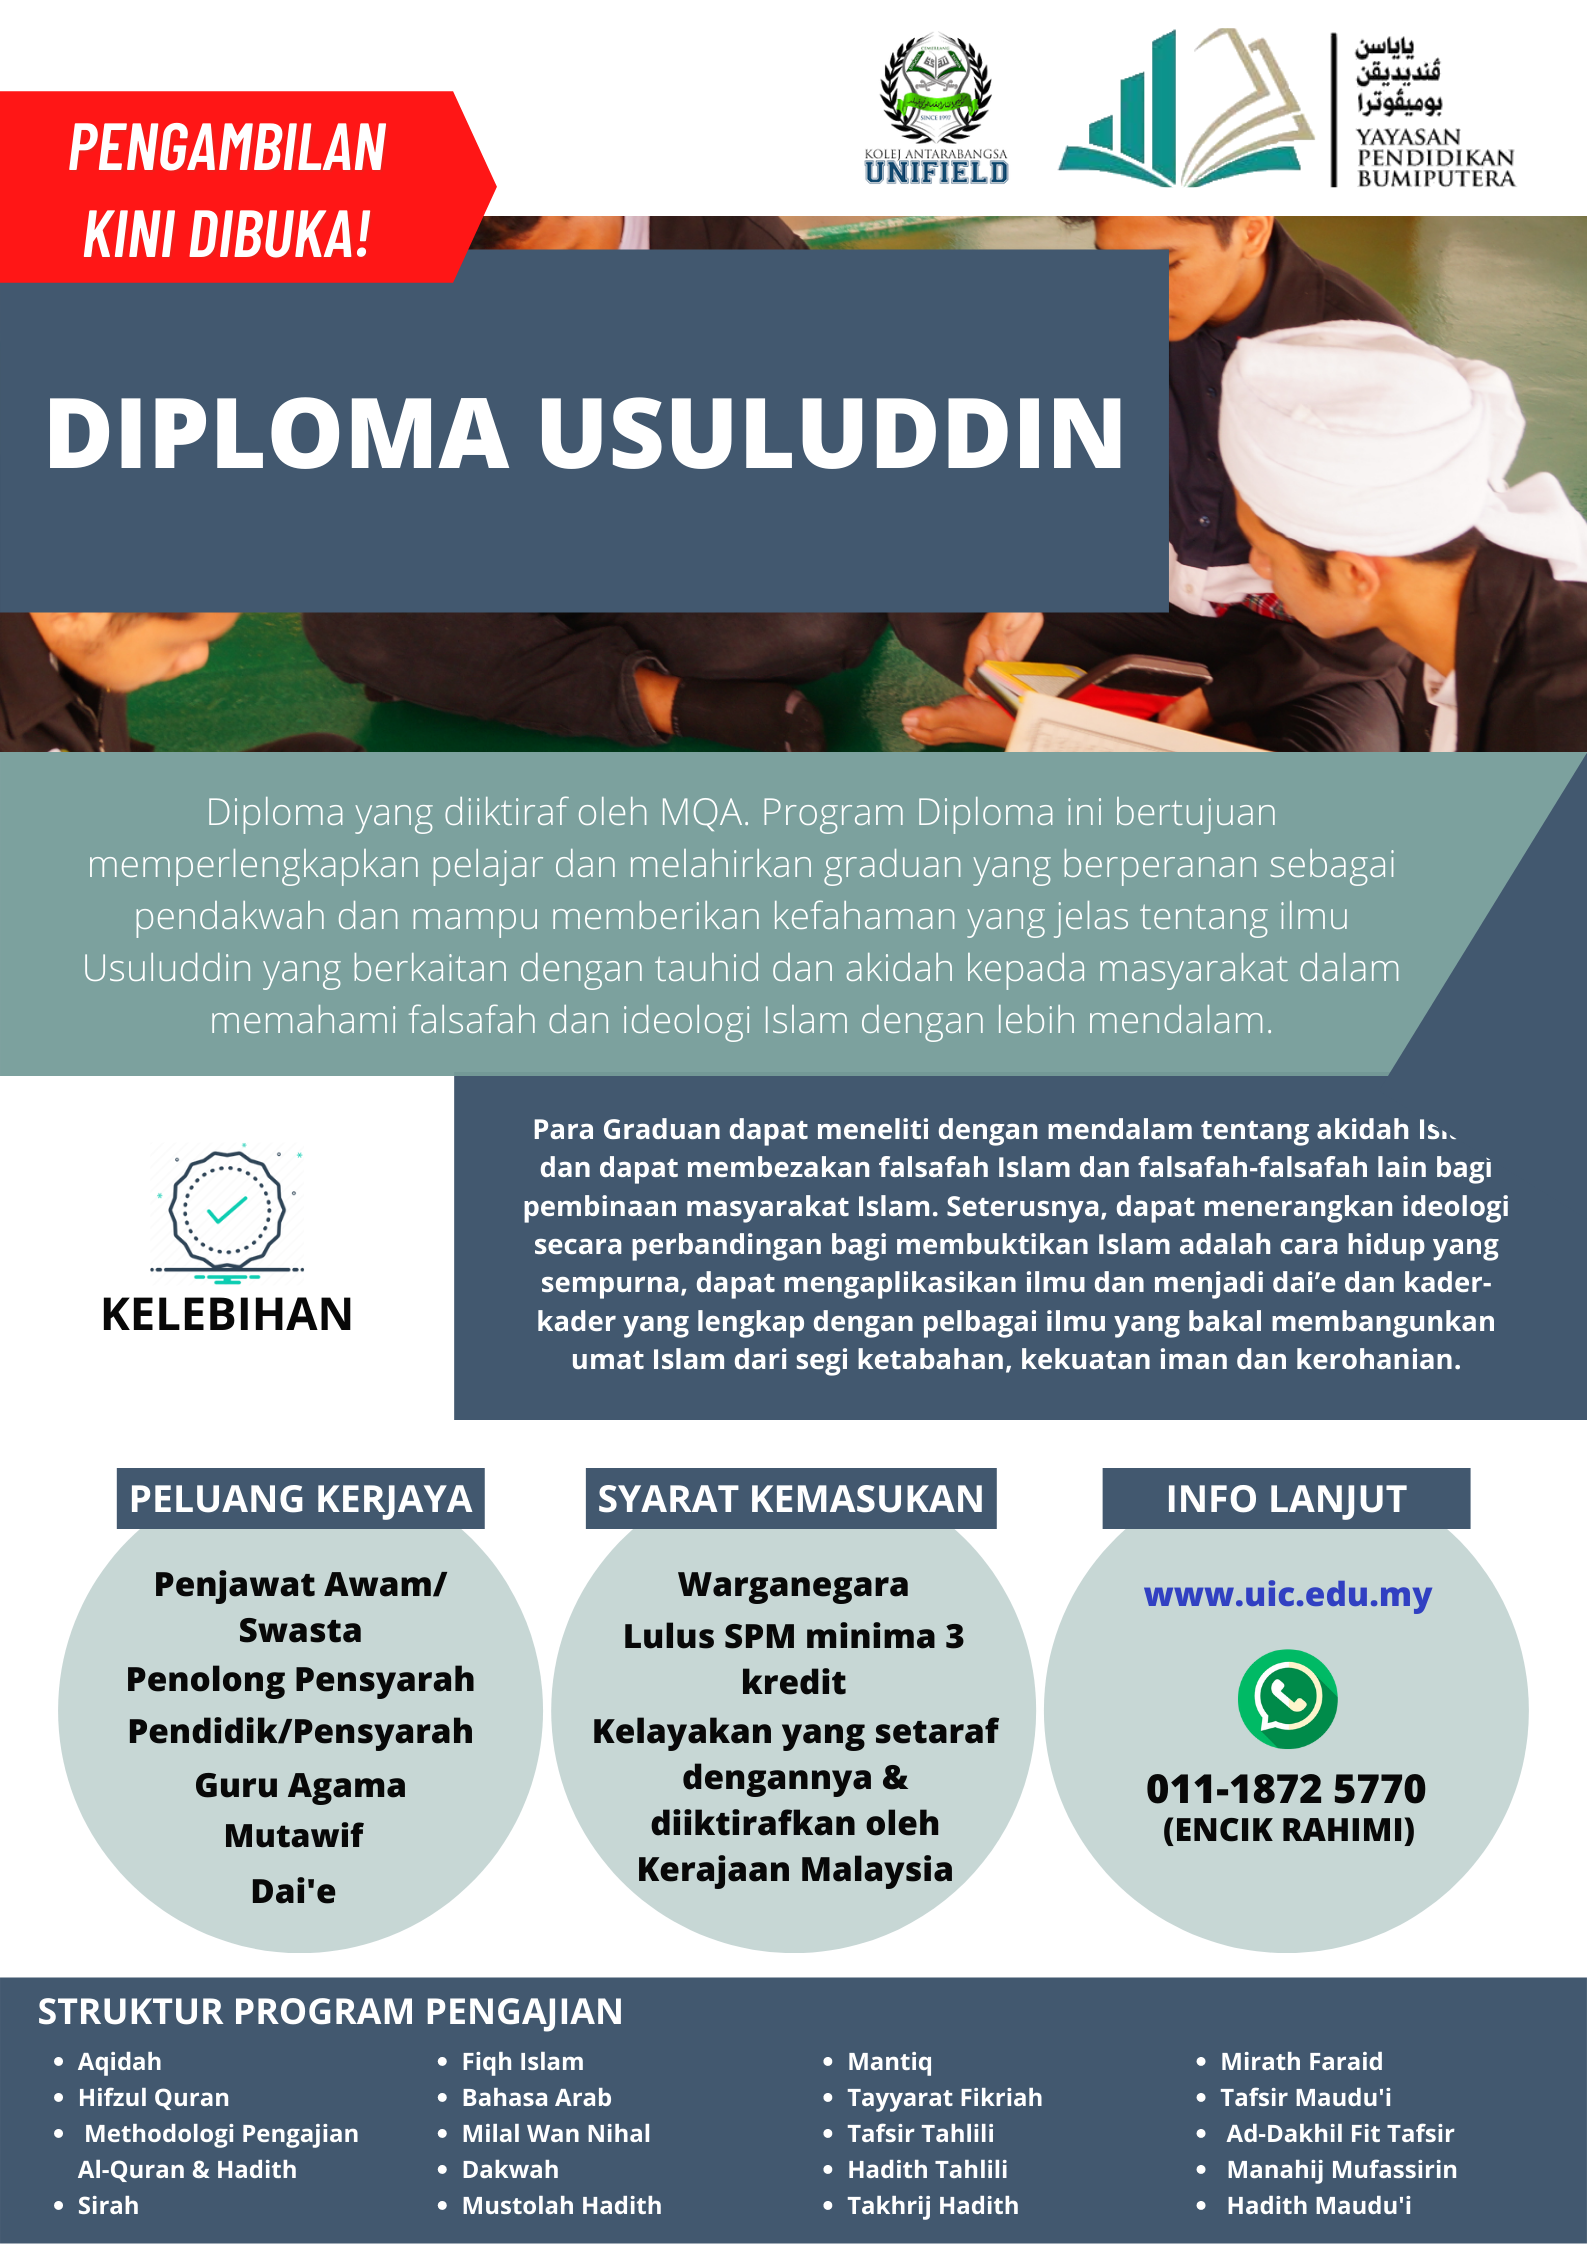 PENGAMBILAN
KINI DIBUKA!
SINCE 1997
KOLEJ ANTARABANGSA
UNIFIELD
ياياسن
ڤنديديقن
بوميڤوترا
YAYASAN
PENDIDIKAN
BUMIPUTERA
DIPLOMA USULUDDIN
Diploma yang diiktiraf oleh MQA. Program Diploma ini bertujuan
memperlengkapkan pelajar dan melahirkan graduan yang berperanan sebagai
pendakwah dan mampu memberikan kefahaman yang jelas tentang ilmu
Usuluddin yang berkaitan dengan tauhid dan akidah kepada masyarakat dalam
memahami falsafah dan ideologi Islam dengan lebih mendalam.
KELEBIHAN
Para Graduan dapat meneliti dengan mendalam tentang akidah
dan dapat membezakan falsafah Islam dan falsafah-falsafah lain bagi
pembinaan masyarakat Islam. Seterusnya, dapat menerangkan ideologi
secara perbandingan bagi membuktikan Islam adalah cara hidup yang
sempurna, dapat mengaplikasikan ilmu dan menjadi dai’e dan kader-
kader yang lengkap dengan pelbagai ilmu yang bakal membangunkan
umat Islam dari segi ketabahan, kekuatan iman dan kerohanian.
PELUANG KERJAYA
Penjawat Awam/
Swasta
Penolong Pensyarah
Pendidik/Pensyarah
Guru Agama
Mutawif
Dai'e
SYARAT KEMASUKAN
Warganegara
Lulus SPM minima 3
kredit
Kelayakan yang setaraf
dengannya &
diiktirafkan oleh
Kerajaan Malaysia
INFO LANJUT
www.uic.edu.my
011-1872 5770
(ENCIK RAHIMI)
STRUKTUR PROGRAM PENGAJIAN
• Aqidah
• Hifzul Quran
• Methodologi Pengajian
Al-Quran & Hadith
• Sirah
• Fiqh Islam
• Bahasa Arab
• Milal Wan Nihal
• Dakwah
• Mustolah Hadith
• Mantiq
• Tayyarat Fikriah
• Tafsir Tahlili
• Hadith Tahlili
• Takhrij Hadith
• Mirath Faraid
• Tafsir Maudu'i
• Ad-Dakhil Fit Tafsir
• Manahij Mufassirin
• Hadith Maudu'i